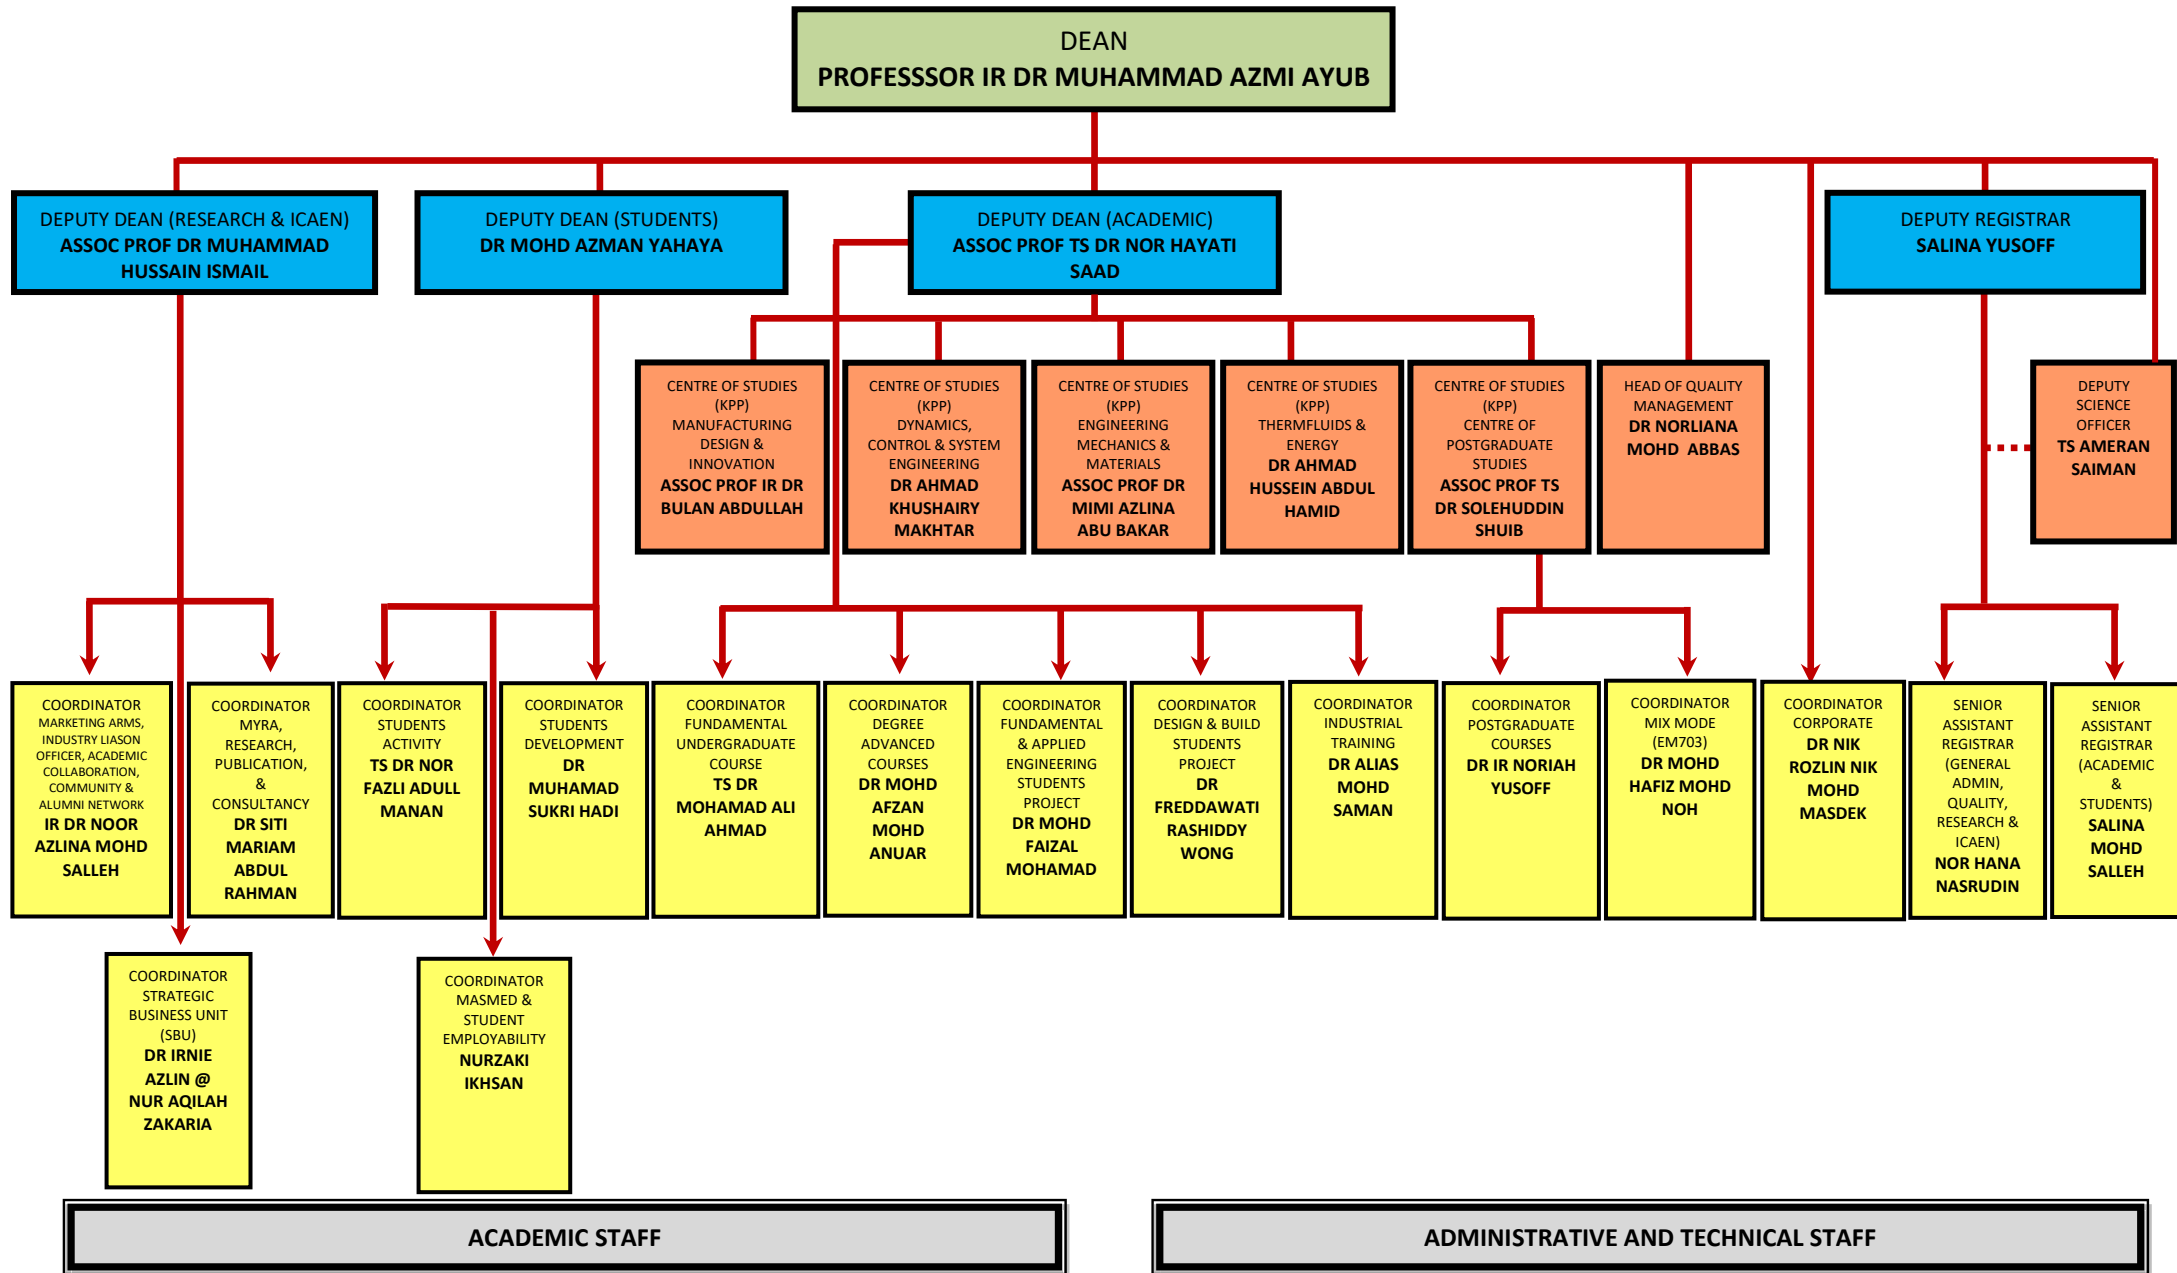 DEAN
PROFESSSOR IR DR MUHAMMAD AZMI AYUB
DEPUTY DEAN (RESEARCH & ICAEN)
ASSOC PROF DR MUHAMMAD
HUSSAIN ISMAIL
DEPUTY DEAN (STUDENTS)
DR MOHD AZMAN YAHAYA
DEPUTY DEAN (ACADEMIC)
ASSOC PROF TS DR NOR HAYATI
SAAD
DEPUTY REGISTRAR
SALINA YUSOFF
CENTRE OF STUDIES
(KPP)
MANUFACTURING
DESIGN &
INNOVATION
ASSOC PROF IR DR
BULAN ABDULLAH
CENTRE OF STUDIES
(KPP)
DYNAMICS,
CONTROL & SYSTEM
ENGINEERING
DR AHMAD
KHUSHAIRY
MAKHTAR
CENTRE OF STUDIES
(KPP)
ENGINEERING
MECHANICS &
MATERIALS
ASSOC PROF DR
MIMI AZLINA
ABU BAKAR
CENTRE OF STUDIES
(KPP)
THERMFLUIDS &
ENERGY
DR AHMAD
HUSSEIN ABDUL
HAMID
CENTRE OF STUDIES
(KPP)
CENTRE OF
POSTGRADUATE
STUDIES
ASSOC PROF TS
DR SOLEHUDDIN
SHUIB
HEAD OF QUALITY
MANAGEMENT
DR NORLIANA
MOHD ABBAS
DEPUTY
SCIENCE
OFFICER
TS AMERAN
SAIMAN
COORDINATOR
MARKETING ARMS,
INDUSTRY LIASON
OFFICER, ACADEMIC
COLLABORATION,
COMMUNITY &
ALUMNI NETWORK
IR DR NOOR
AZLINA MOHD
SALLEH
COORDINATOR
MYRA,
RESEARCH,
PUBLICATION,
&
CONSULTANCY
DR SITI
MARIAM
ABDUL
RAHMAN
COORDINATOR
STUDENTS
ACTIVITY
TS DR NOR
FAZLI ADULL
MANAN
COORDINATOR
STUDENTS
DEVELOPMENT
DR
MUHAMAD
SUKRI HADI
COORDINATOR
FUNDAMENTAL
UNDERGRADUATE
COURSE
TS DR
MOHAMAD ALI
AHMAD
COORDINATOR
DEGREE
ADVANCED
COURSES
DR MOHD
AFZAN
MOHD
ANUAR
COORDINATOR
FUNDAMENTAL
& APPLIED
ENGINEERING
STUDENTS
PROJECT
DR MOHD
FAIZAL
MOHAMAD
COORDINATOR
DESIGN & BUILD
STUDENTS
PROJECT
DR
FREDDAWATI
RASHIDDY
WONG
COORDINATOR
INDUSTRIAL
TRAINING
DR ALIAS
MOHD
SAMAN
COORDINATOR
POSTGRADUATE
COURSES
DR IR NORIAH
YUSOFF
COORDINATOR
MIX MODE
(EM703)
DR MOHD
HAFIZ MOHD
NOH
COORDINATOR
CORPORATE
DR NIK
ROZLIN NIK
MOHD
MASDEK
SENIOR
ASSISTANT
REGISTRAR
(GENERAL
ADMIN,
QUALITY,
RESEARCH &
ICAEN)
NOR HANA
NASRUDIN
SENIOR
ASSISTANT
REGISTRAR
(ACADEMIC
&
STUDENTS)
SALINA
MOHD
SALLEH
COORDINATOR
STRATEGIC
BUSINESS UNIT
(SBU)
DR IRNIE
AZLIN @
NUR AQILAH
ZAKARIA
COORDINATOR
MASMED &
STUDENT
EMPLOYABILITY
NURZAKI
IKHSAN
ACADEMIC STAFF
ADMINISTRATIVE AND TECHNICAL STAFF